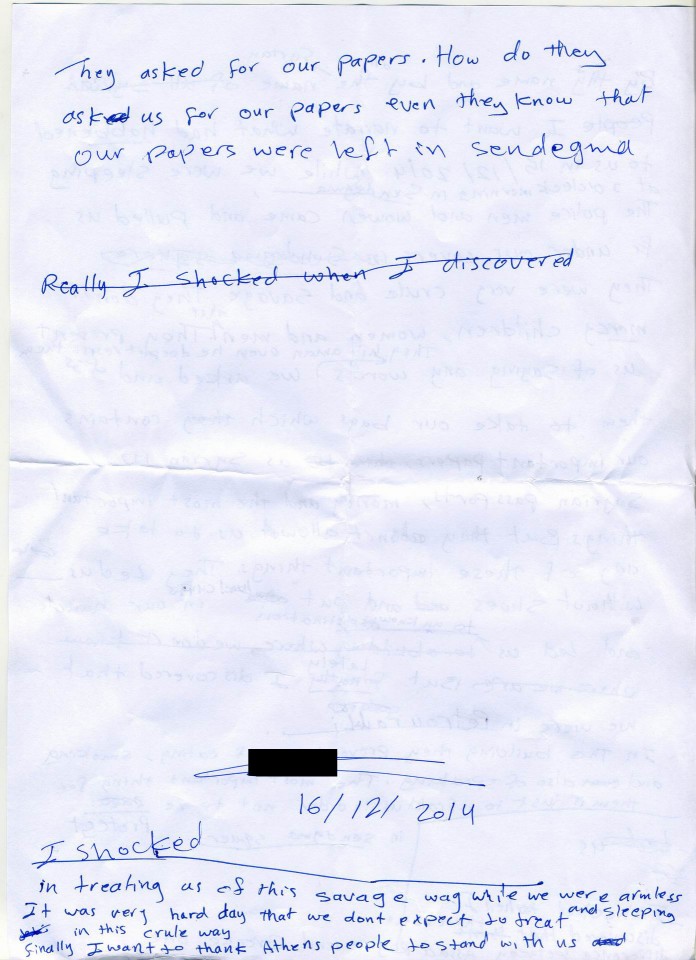 They asked for our papers. How do they
asked us for our papers even they know that
our papers were left in sendegma
Really I shocked when I discovered
16/12/2014
I shocked
in treating as of this savage way while we were armless
and sleeping
It was very hard day that we dont expect to treat
in this crule way
finally I want to thank Athens people to stand with us and